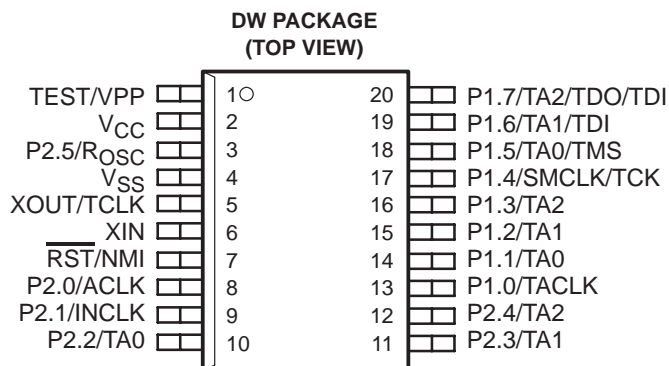 DW PACKAGE
(TOP VIEW)
TEST/VPP 1 20 P1.7/TA2/TDO/TDI
VCC 2 19 P1.6/TA1/TDI
P2.5/ROSC 3 18 P1.5/TA0/TMS
VSS 4 17 P1.4/SMCLK/TCK
XOUT/TCLK 5 16 P1.3/TA2
XIN 6 15 P1.2/TA1
RST/NMI 7 14 P1.1/TA0
P2.0/ACLK 8 13 P1.0/TACLK
P2.1/INCLK 9 12 P2.4/TA2
P2.2/TA0 10 11 P2.3/TA1